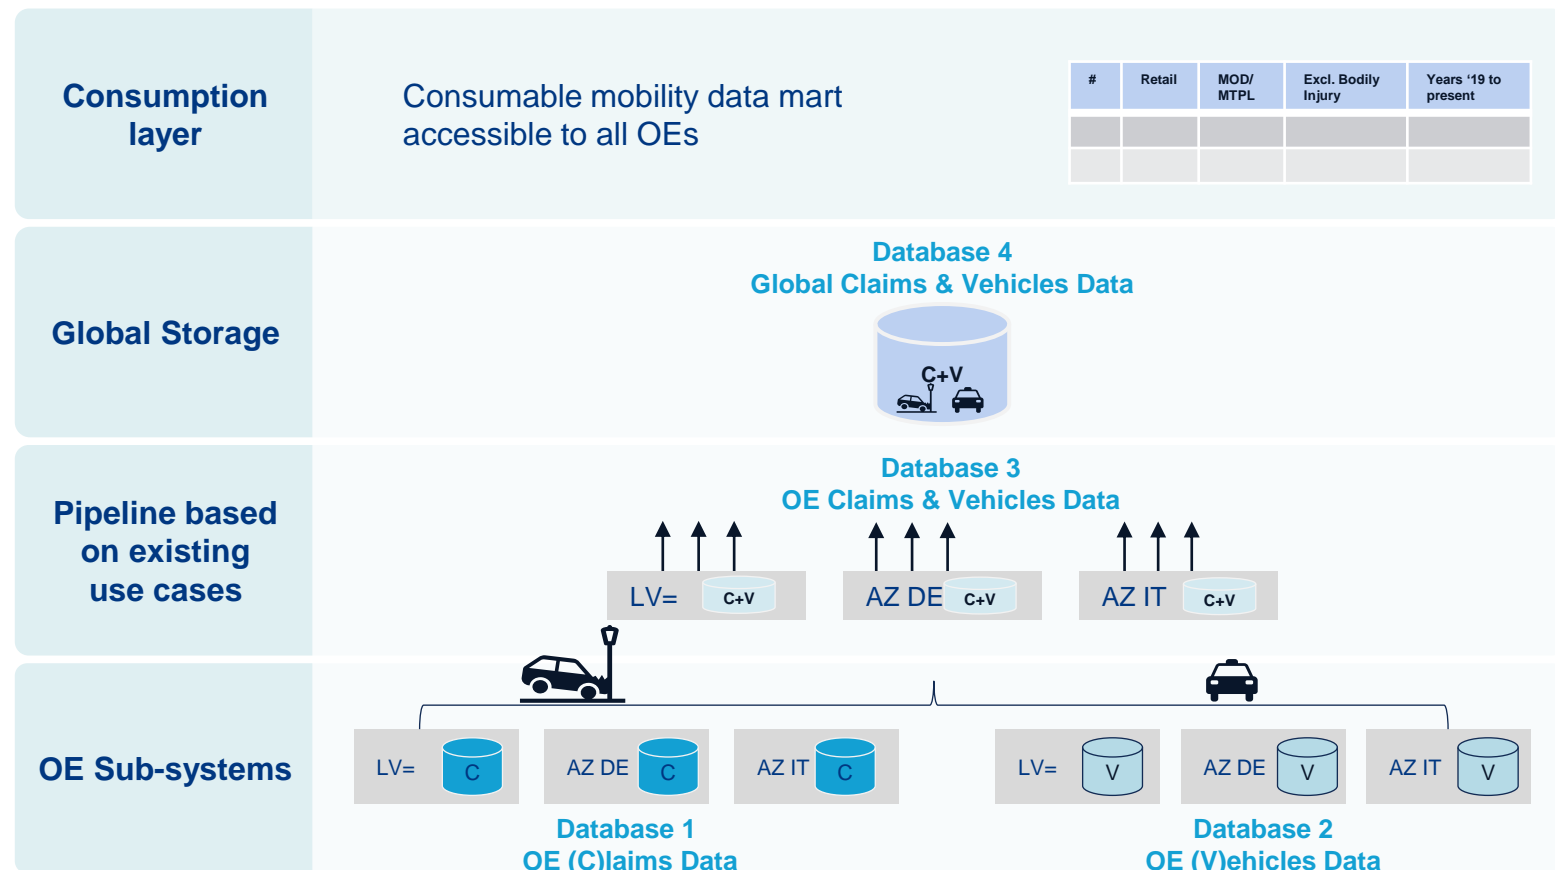 Consumption
layer
Consumable mobility data mart
accessible to all OEs
#
Retail
MOD/
MTPL
Excl. Bodily
Injury
Years ‘19 to
present
Global Storage
Database 4
Global Claims & Vehicles Data
C+V
Pipeline based
on existing
use cases
Database 3
OE Claims & Vehicles Data
LV=
C+V
AZ DE
C+V
AZ IT
C+V
OE Sub-systems
LV=
C
AZ DE
C
AZ IT
C
LV=
V
AZ DE
V
AZ IT
V
Database 1
OE (C)laims Data
Database 2
OE (V)ehicles Data